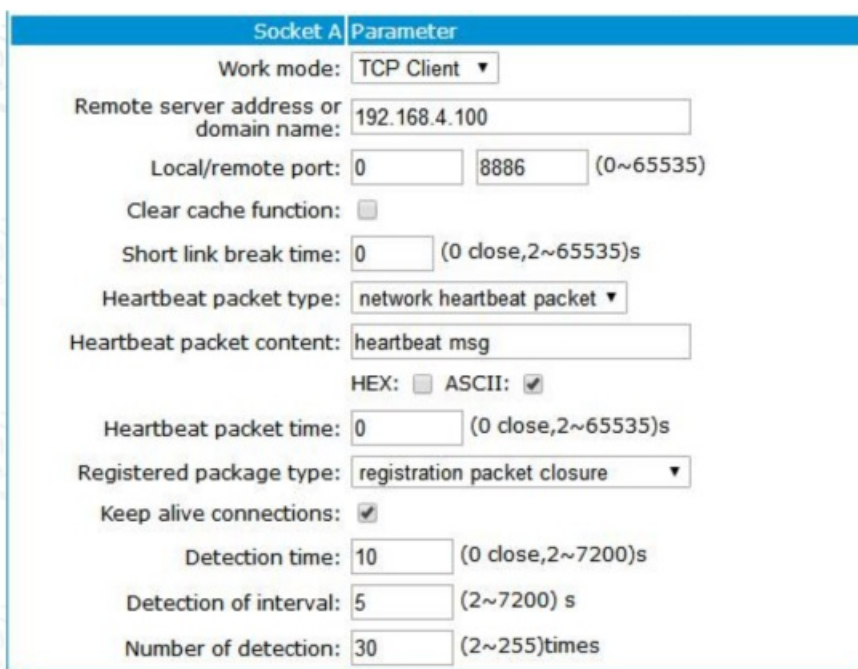 Socket A Parameter
Work mode: TCP Client
Remote server address or
domain name: 192.168.4.100
Local/remote port: 0 8886 (0~65535)
Clear cache function:
Short link break time: 0 (0 close,2~65535)s
Heartbeat packet type: network heartbeat packet
Heartbeat packet content: heartbeat msg
HEX: ASCII:
Heartbeat packet time: 0 (0 close,2~65535)s
Registered package type: registration packet closure
Keep alive connections:
Detection time: 10 (0 close,2~7200)s
Detection of interval: 5 (2~7200) s
Number of detection: 30 (2~255)times